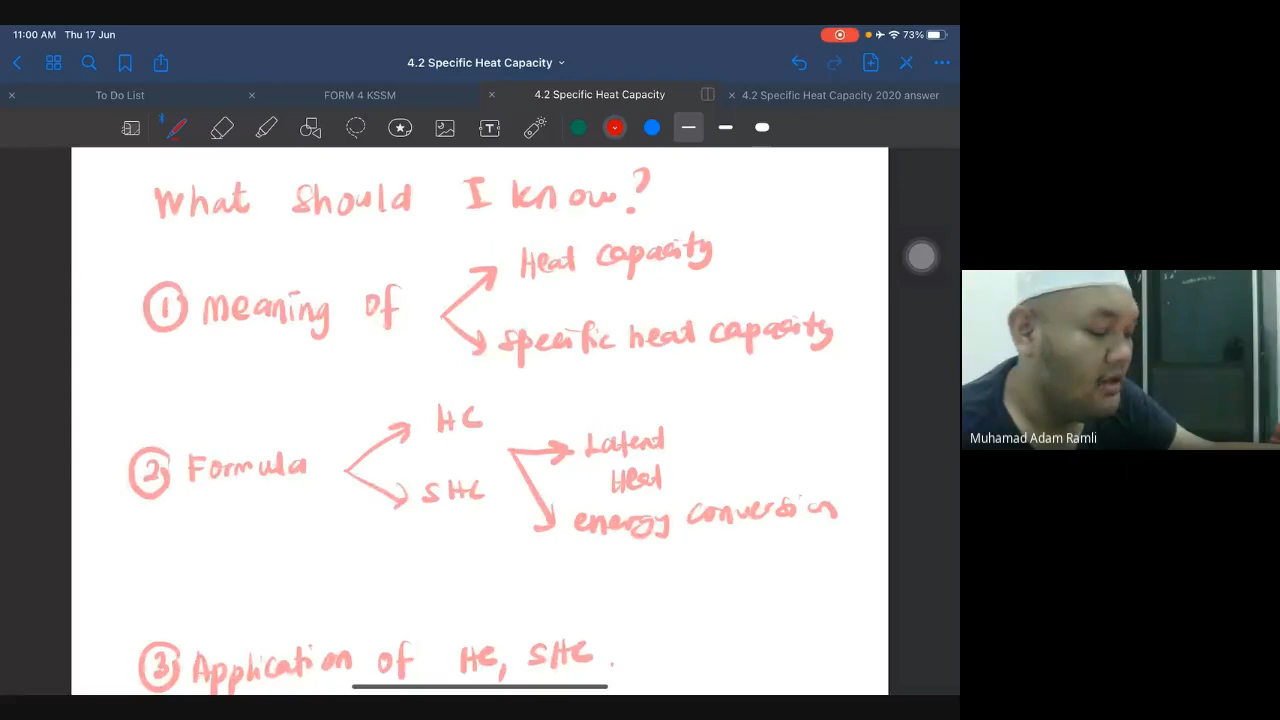 11:00 AM Thu 17 Jun
73%
4.2 Specific Heat Capacity
To Do List
FORM 4 KSSM
4.2 Specific Heat Capacity
4.2 Specific Heat Capacity 2020 answer
What should I know?
① Meaning of
Heat capacity
specific heat capacity
② Formula
HC
SHC
Latend
Heat
energy conversion
③ Application of HC, SHC.
Muhamad Adam Ramli